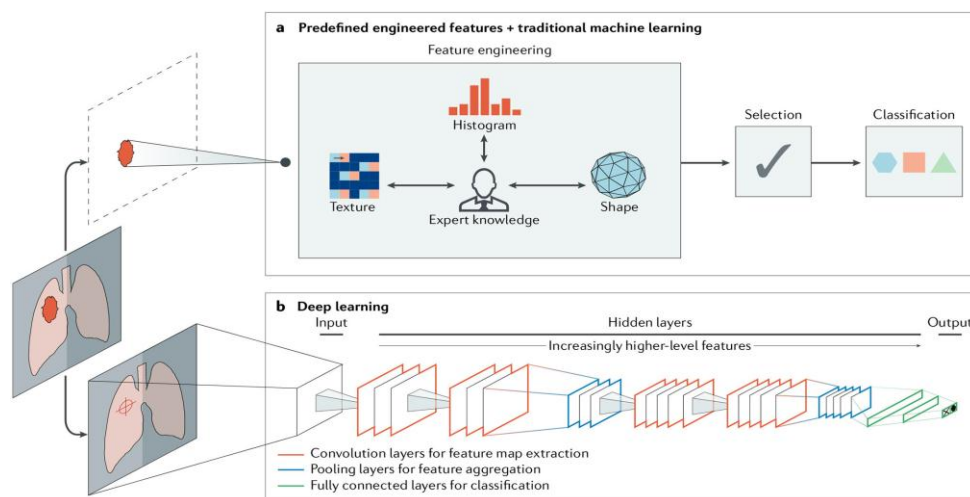 a Predefined engineered features + traditional machine learning
Feature engineering
Histogram
Texture
Expert knowledge
Shape
Selection
Classification
b Deep learning
Input
Hidden layers
Output
Increasingly higher-level features
Convolution layers for feature map extraction
Pooling layers for feature aggregation
Fully connected layers for classification